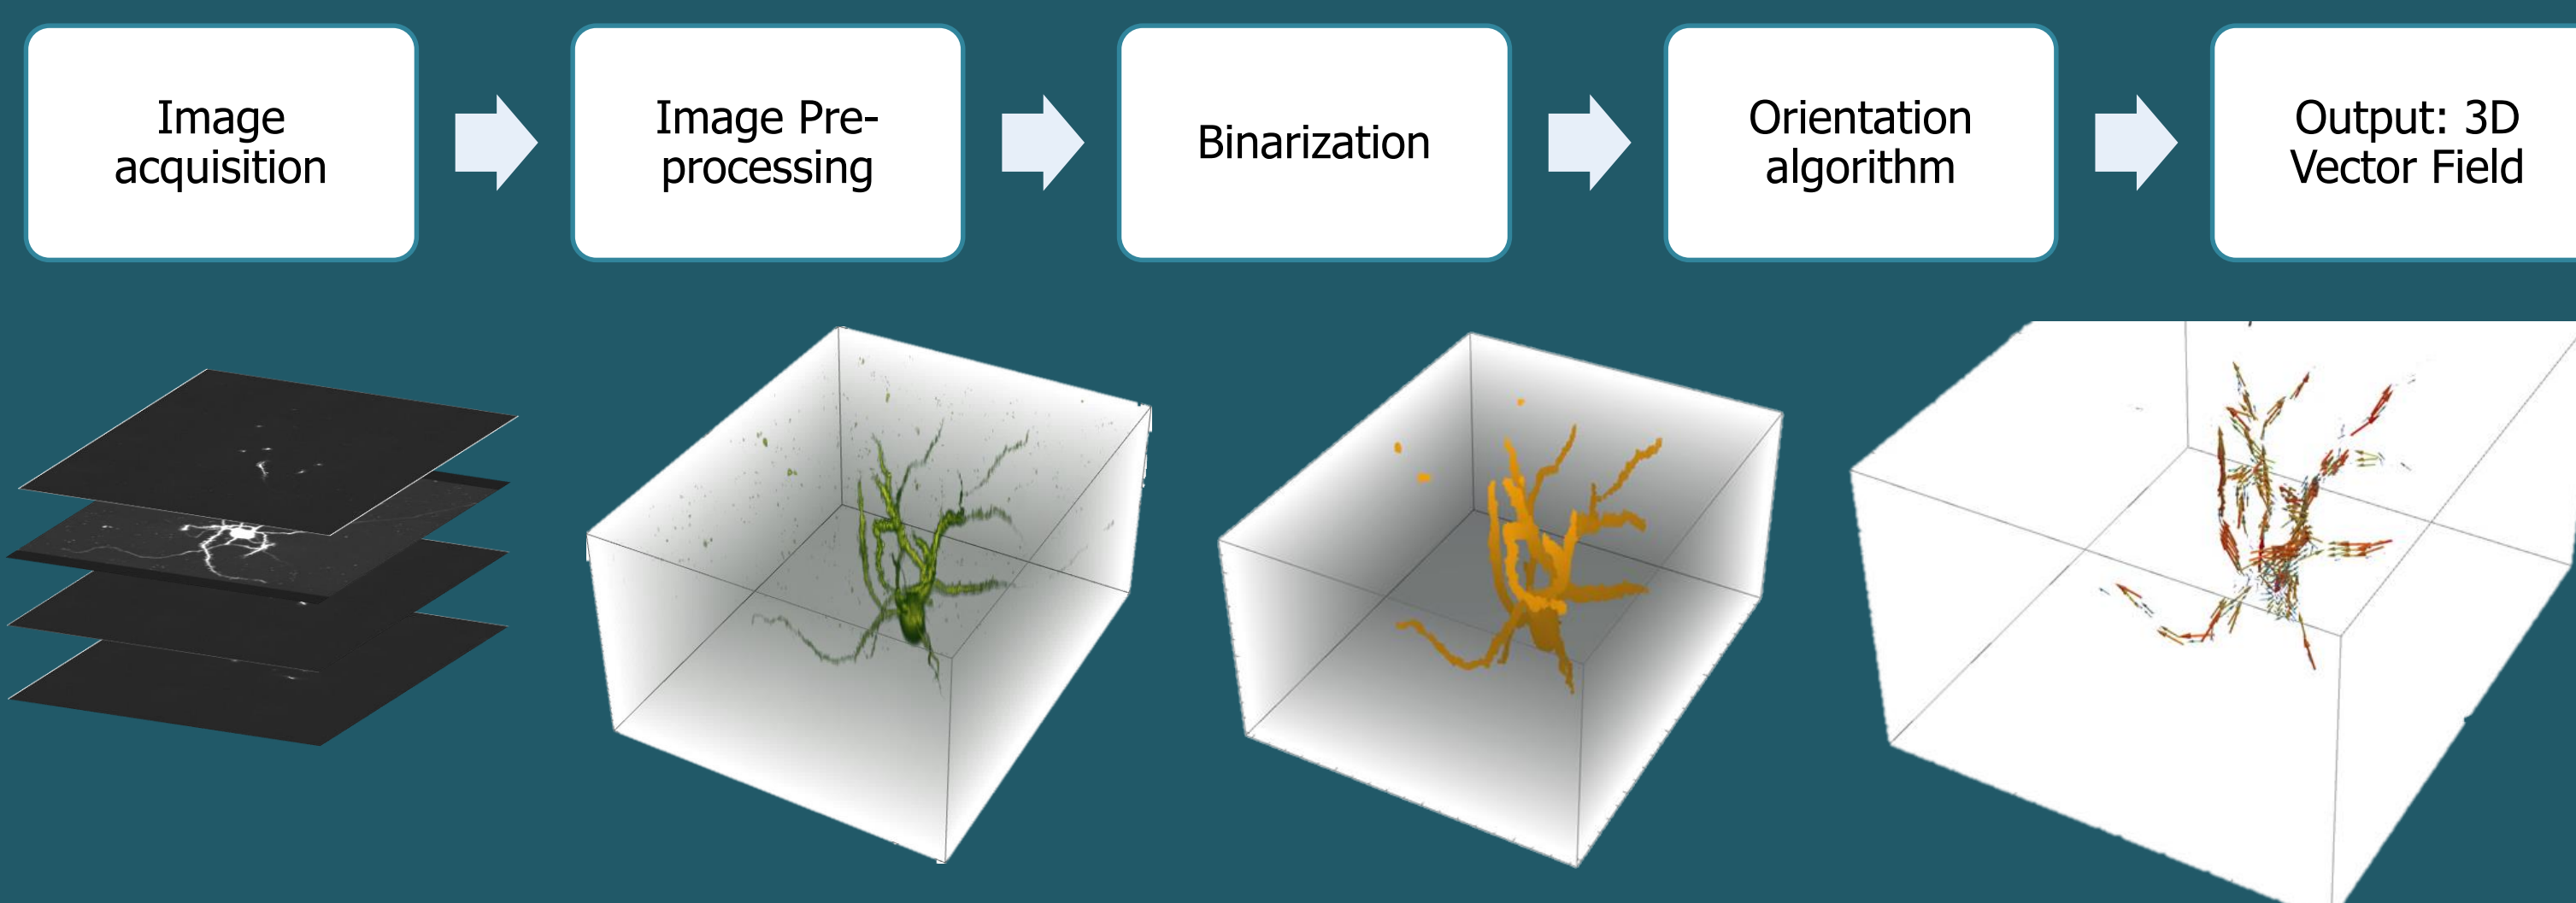 Image
acquisition
Image Pre-
processing
Binarization
Orientation
algorithm
Output: 3D
Vector Field